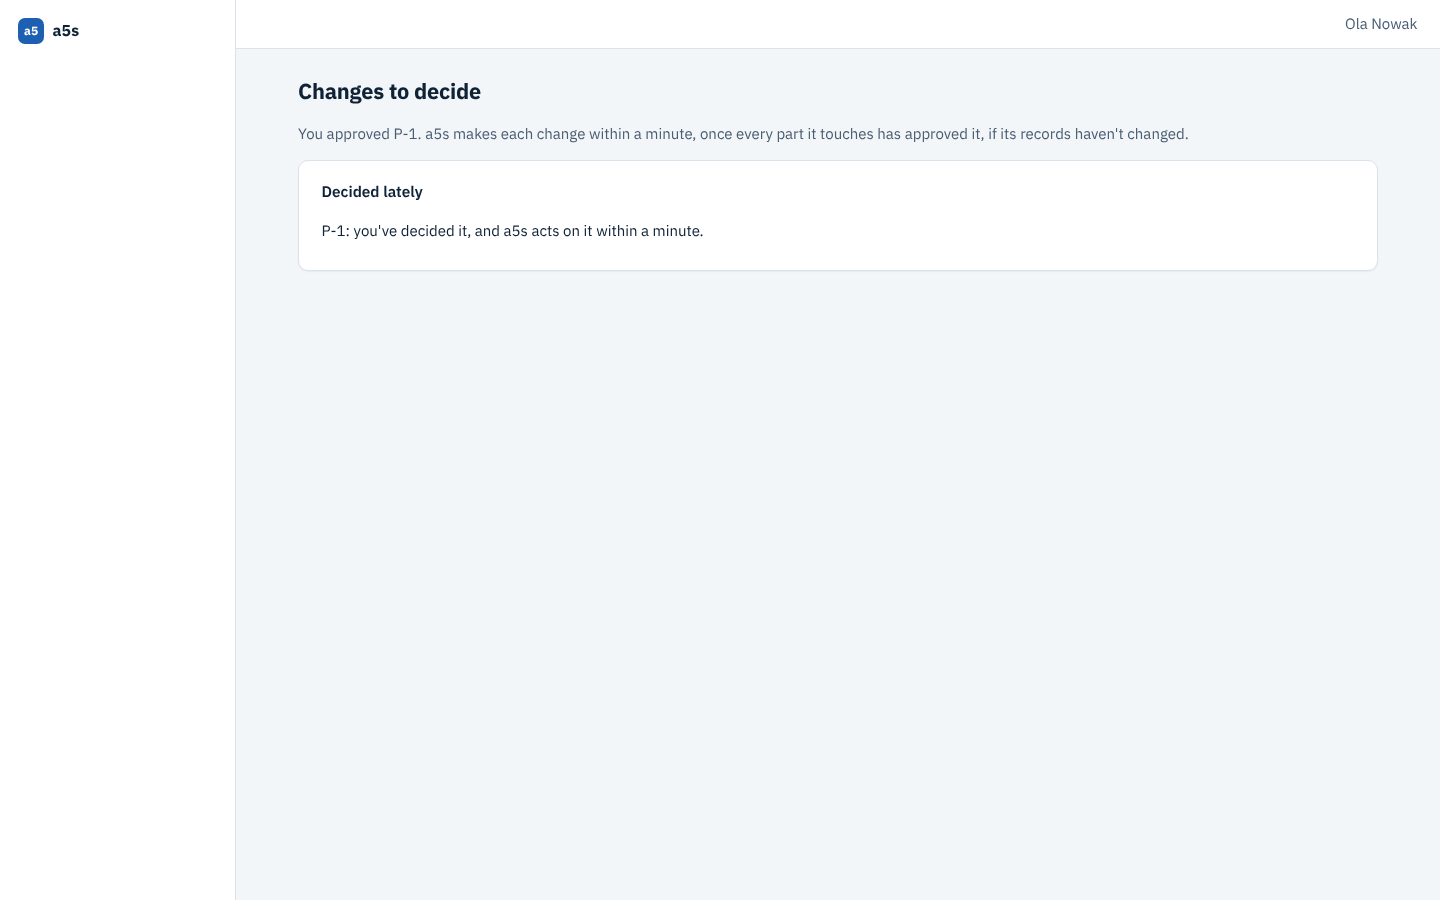 a5 a5s
Ola Nowak
Changes to decide
You approved P-1. a5s makes each change within a minute, once every part it touches has approved it, if its records haven't changed.
Decided lately
P-1: you've decided it, and a5s acts on it within a minute.